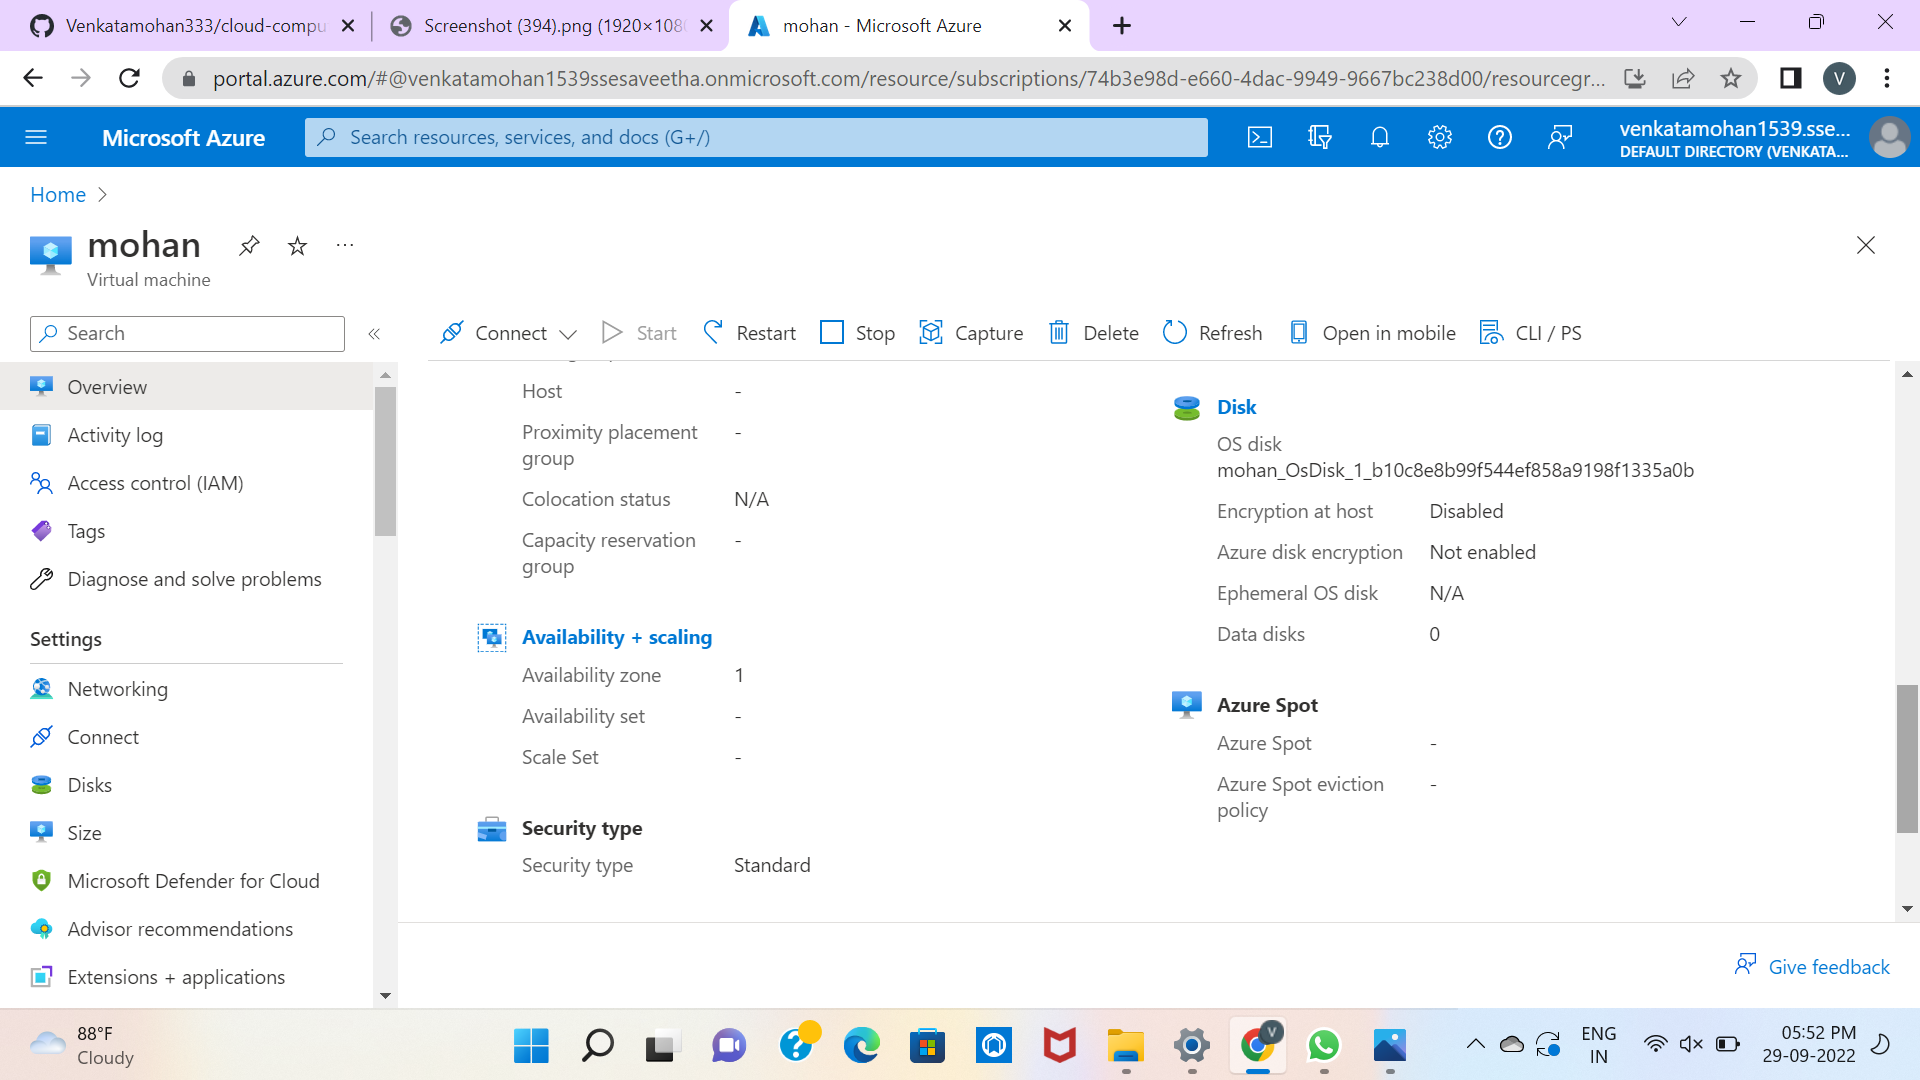 Venkatamohan333/cloud-compu
Screenshot (394).png (1920×108
mohan - Microsoft Azure
portal.azure.com/#@venkatamohan1539ssesaveetha.onmicrosoft.com/resource/subscriptions/74b3e98d-e660-4dac-9949-9667bc238d00/resourcegr...
V
Microsoft Azure
Search resources, services, and docs (G+/)
venkatamohan1539.sse...
DEFAULT DIRECTORY (VENKATA...
Home
mohan
Virtual machine
Search
Connect
Start
Restart
Stop
Capture
Delete
Refresh
Open in mobile
CLI / PS
Overview
Activity log
Access control (IAM)
Tags
Diagnose and solve problems
Settings
Networking
Connect
Disks
Size
Microsoft Defender for Cloud
Advisor recommendations
Extensions + applications
Host -
Proximity placement group -
Colocation status N/A
Capacity reservation group -
Availability + scaling
Availability zone 1
Availability set -
Scale Set -
Security type
Security type Standard
Disk
OS disk
mohan_OsDisk_1_b10c8e8b99f544ef858a9198f1335a0b
Encryption at host Disabled
Azure disk encryption Not enabled
Ephemeral OS disk N/A
Data disks 0
Azure Spot
Azure Spot -
Azure Spot eviction policy -
Give feedback
88°F
Cloudy
V
ENG
IN
05:52 PM
29-09-2022